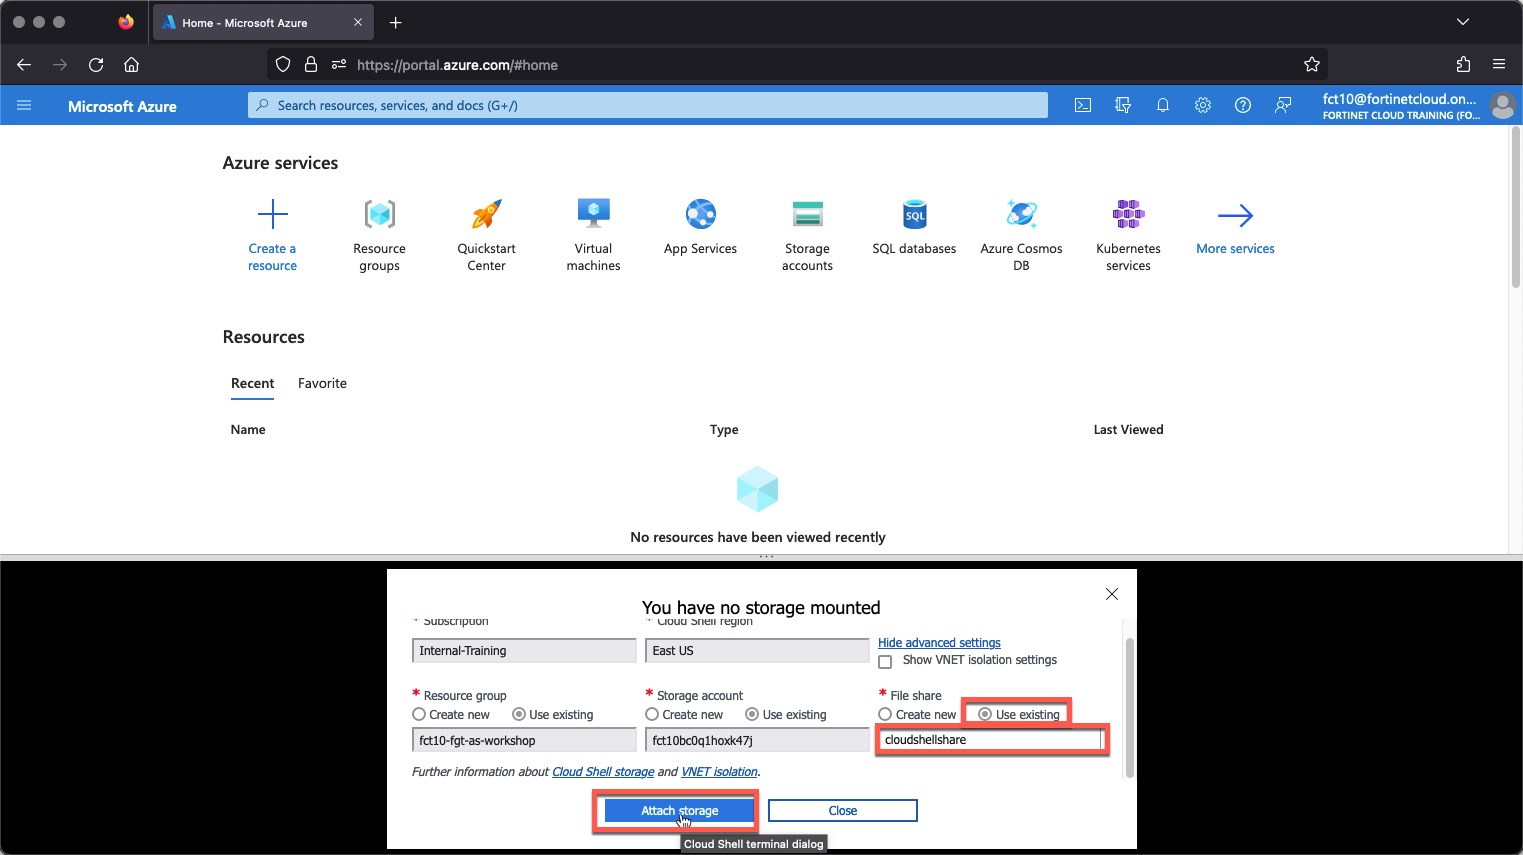 Home - Microsoft Azure
https://portal.azure.com/#home
Microsoft Azure
Search resources, services, and docs (G+/)
fct10@fortinetcloud.on...
FORTINET CLOUD TRAINING (FO...
Azure services
Create a resource
Resource groups
Quickstart Center
Virtual machines
App Services
Storage accounts
SQL
SQL databases
Azure Cosmos DB
Kubernetes services
More services
Resources
Recent Favorite
Name Type Last Viewed
No resources have been viewed recently
You have no storage mounted
* Subscription * Cloud Shell region
Hide advanced settings
Internal-Training East US
Show VNET isolation settings
* Resource group * Storage account * File share
Create new Use existing Create new Use existing Create new Use existing
fct10-fgt-as-workshop fct10bc0q1hoxk47j cloudshellshare
Further information about Cloud Shell storage and VNET isolation.
Attach storage Close
Cloud Shell terminal dialog